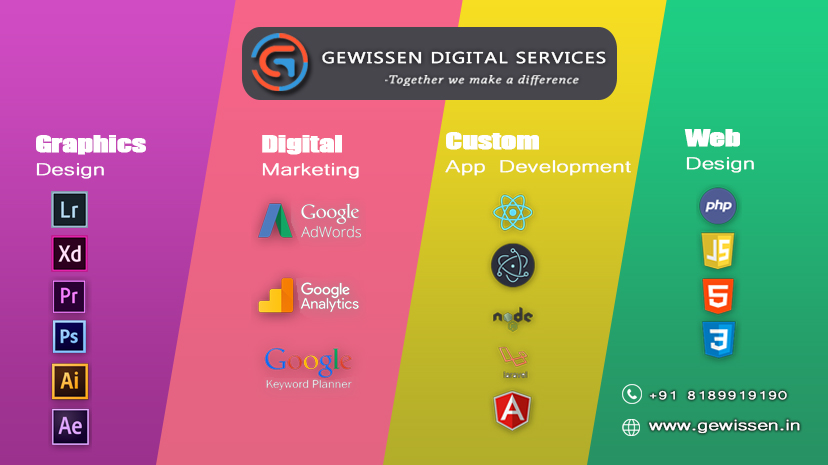 GEWISSEN DIGITAL SERVICES
-Together we make a difference
Graphics
Design
Lr
Xd
Pr
Ps
Ai
Ae
Digital
Marketing
Google
AdWords
Google
Analytics
Google
Keyword Planner
Custom
App Development
node
laravel
A
Web
Design
php
JS
5
3
+91 8189919190
www.gewissen.in